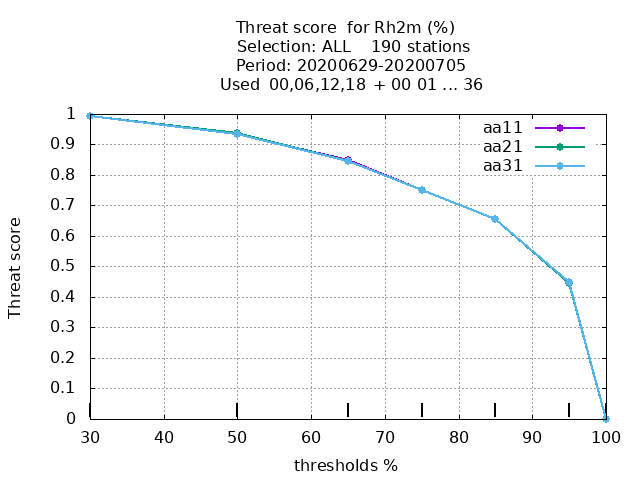 Threat score  for Rh2m (%)
Selection: ALL    190 stations
Period: 20200629-20200705
Used  00,06,12,18  + 00 01 ... 36
1
0.9
0.8
0.7
0.6
0.5
0.4
0.3
0.2
0.1
0
Threat score
aa11
aa21
aa31
30 40 50 60 70 80 90 100
thresholds %